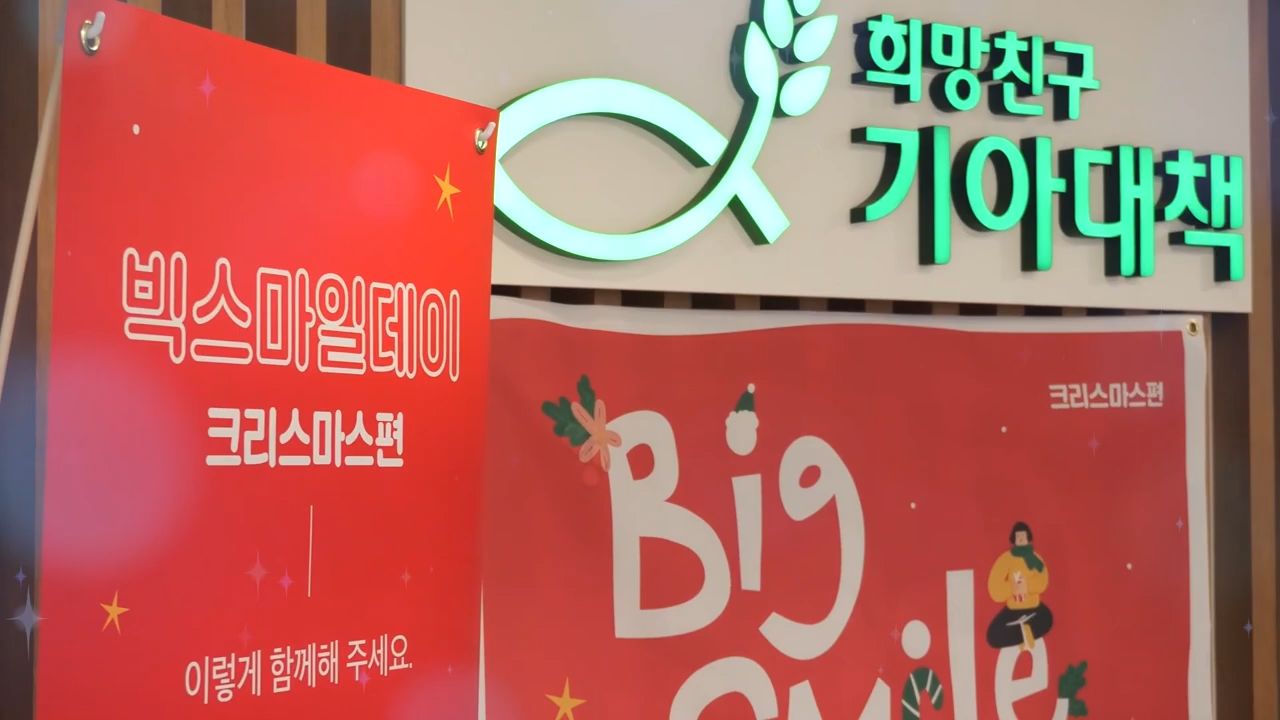 희망친구
기아대책
빅스마일데이
크리스마스편
이렇게 함께해 주세요.
크리스마스편
Big
Smile